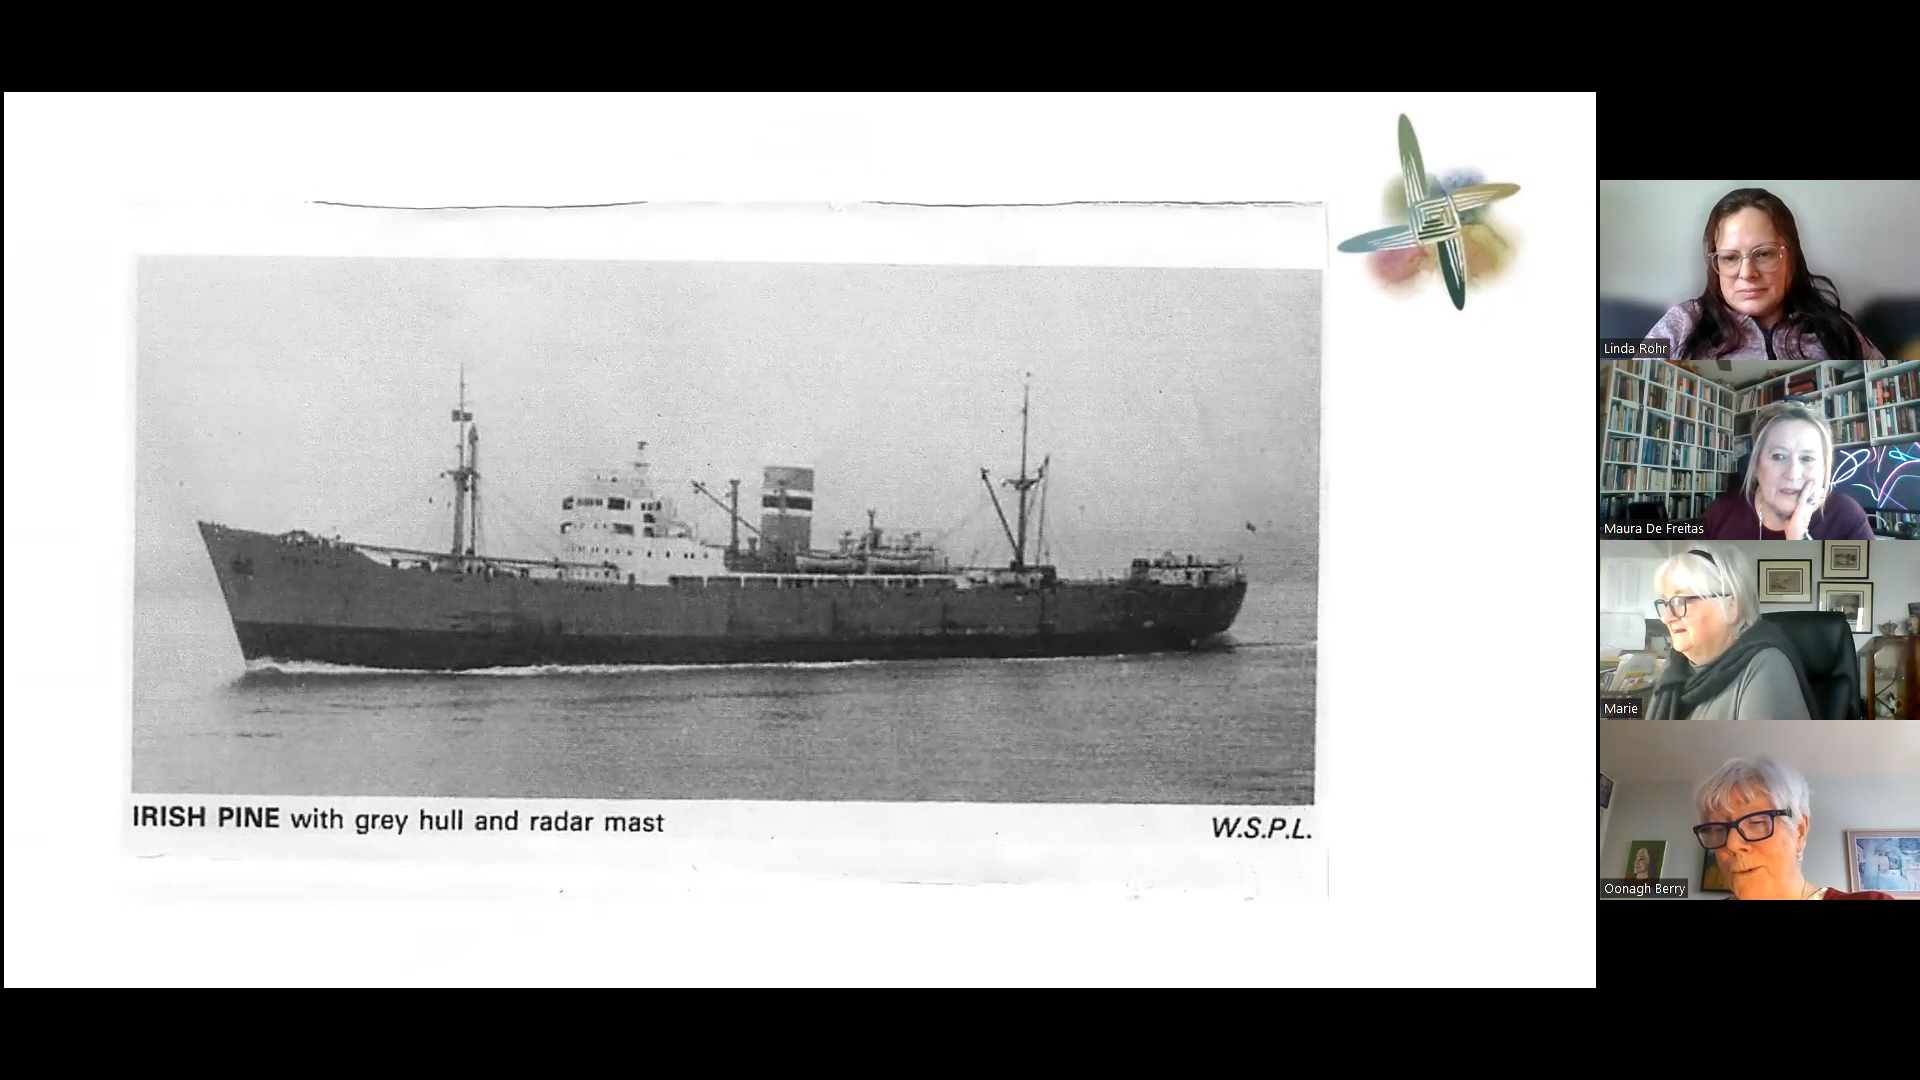 IRISH PINE with grey hull and radar mast
W.S.P.L.
Linda Rohr
Maura De Freitas
Marie
Oonagh Berry